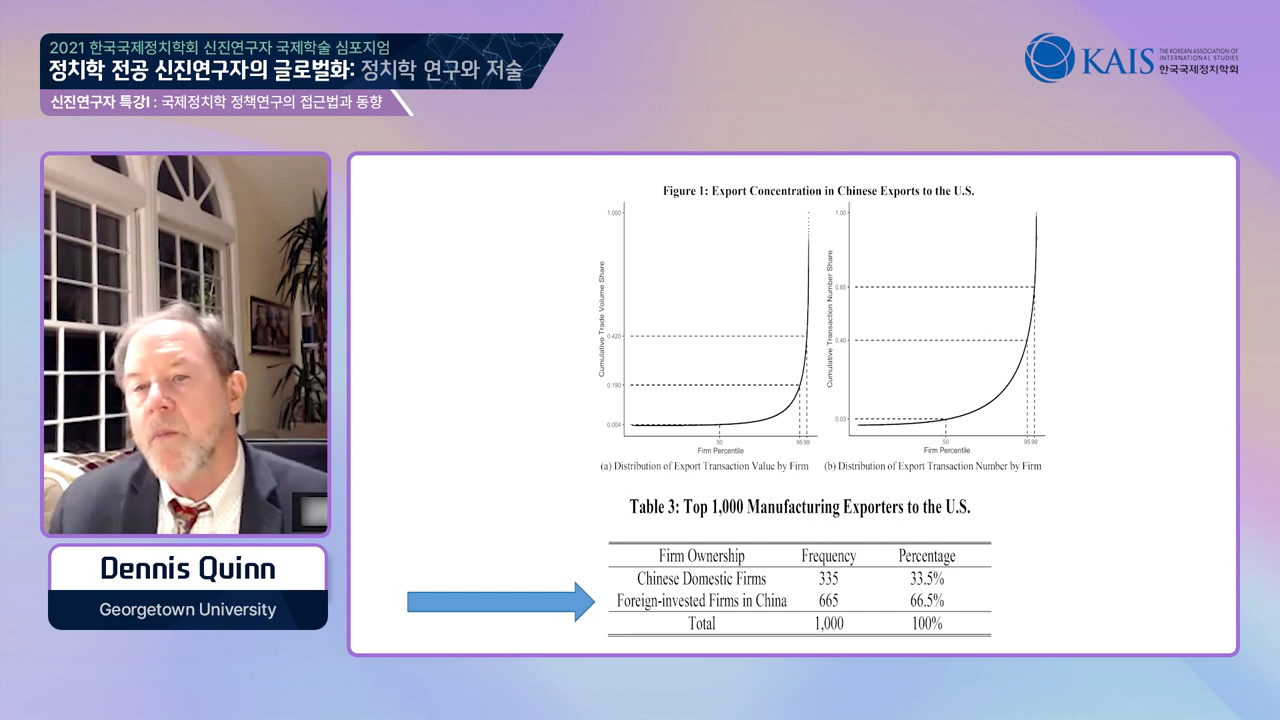 2021 한국국제정치학회 신진연구자 국제학술 심포지엄
정치학 전공 신진연구자의 글로벌화: 정치학 연구와 저술
신진연구자 특강I : 국제정치학 정책연구의 접근법과 동향
KAIS
THE KOREAN ASSOCIATION OF
INTERNATIONAL STUDIES
한국국제정치학회
Figure 1: Export Concentration in Chinese Exports to the U.S.
Cumulative Trade Volume Share
1.000
0.420
0.190
0.004
50 95 99
Firm Percentile
(a) Distribution of Export Transaction Value by Firm
Cumulative Transaction Number Share
1.00
0.65
0.40
0.03
50 95 99
Firm Percentile
(b) Distribution of Export Transaction Number by Firm
Table 3: Top 1,000 Manufacturing Exporters to the U.S.
Firm Ownership Frequency Percentage
Chinese Domestic Firms 335 33.5%
Foreign-invested Firms in China 665 66.5%
Total 1,000 100%
Dennis Quinn
Georgetown University